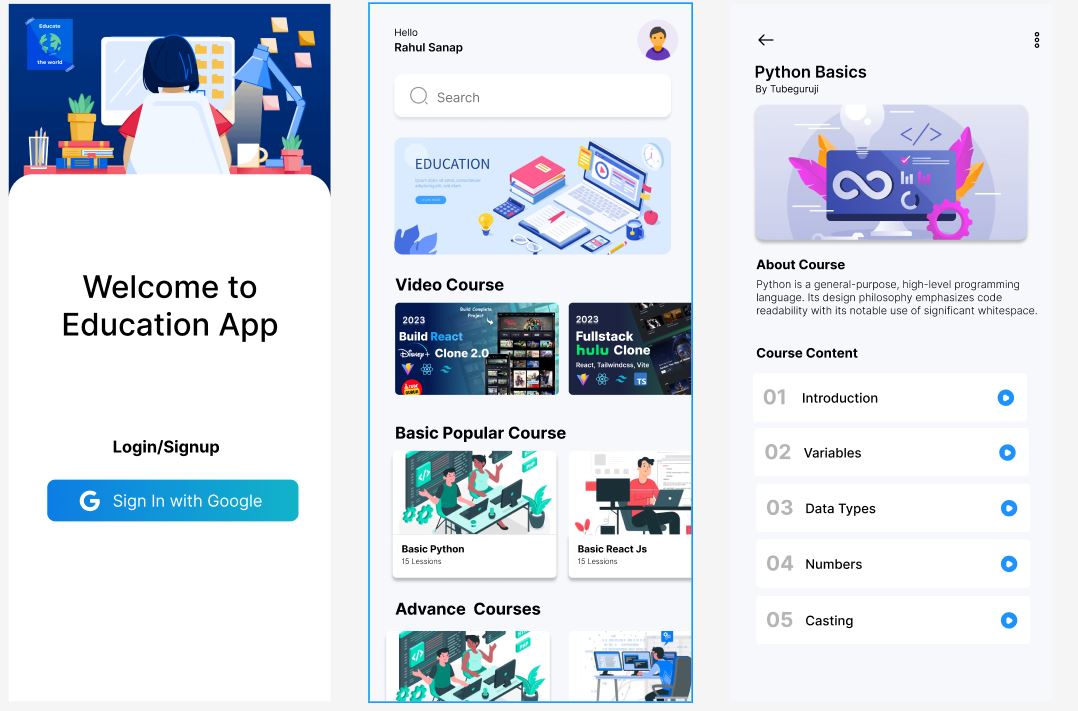 Educate
the world
Welcome to
Education App
Login/Signup
Sign In with Google
Hello
Rahul Sanap
Search
EDUCATION
Video Course
2023
Build React
Disney+ Clone 2.0
Build Complete
Project
2023
Fullstack
hulu Clone
React, Tailwindcss, Vite
TS
Basic Popular Course
Basic Python
15 Lessions
Basic React Js
15 Lessions
Advance Courses
Python Basics
By Tubeguruji
</>
About Course
Python is a general-purpose, high-level programming
language. Its design philosophy emphasizes code
readability with its notable use of significant whitespace.
Course Content
01 Introduction
02 Variables
03 Data Types
04 Numbers
05 Casting